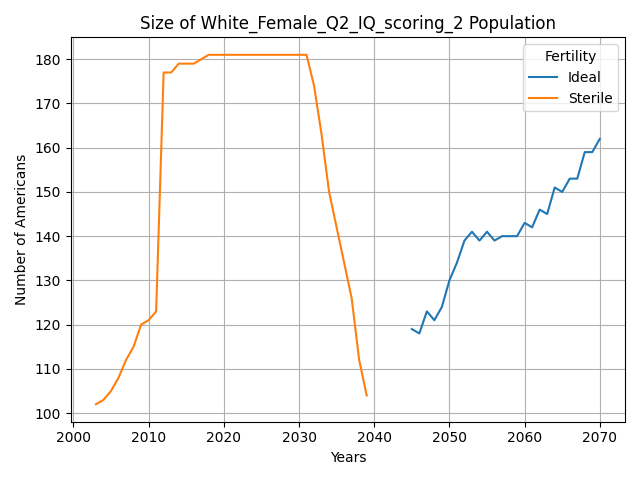 Size of White_Female_Q2_IQ_scoring_2 Population
Number of Americans
180
170
160
150
140
130
120
110
100
Fertility
Ideal
Sterile
2000 2010 2020 2030 2040 2050 2060 2070
Years